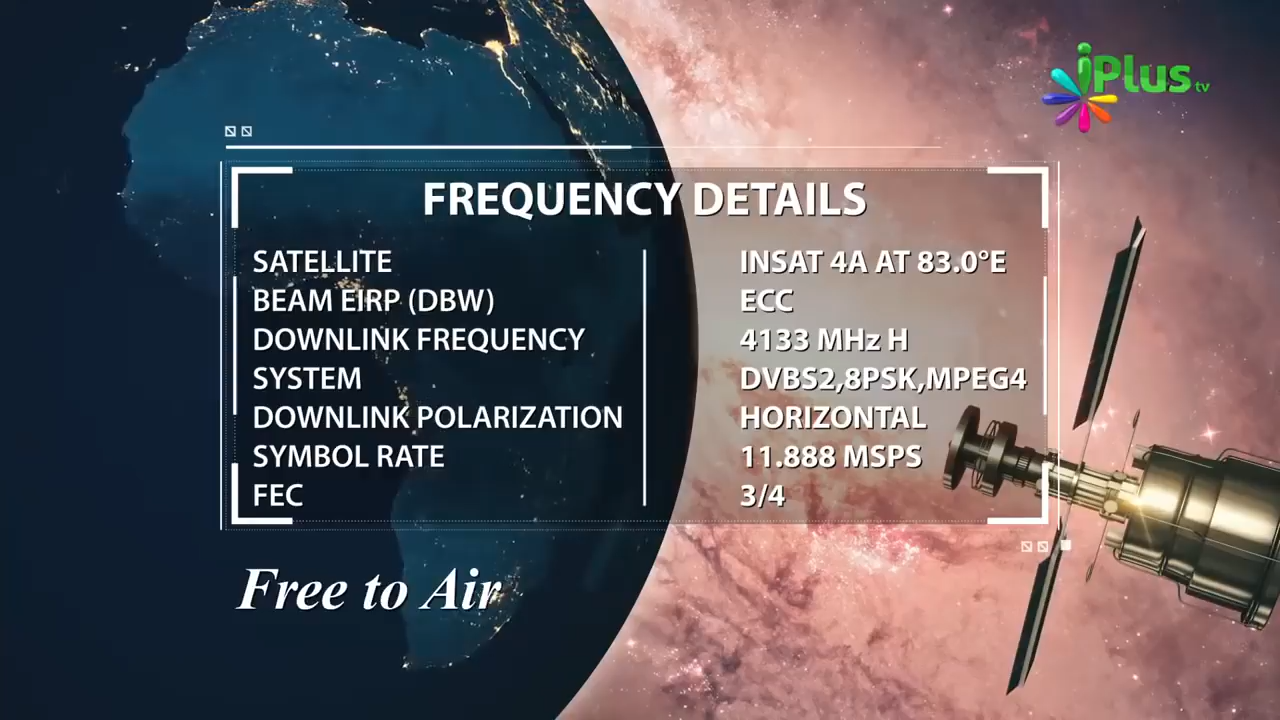 iPlus tv
FREQUENCY DETAILS
SATELLITE INSAT 4A AT 83.0°E
BEAM EIRP (DBW) ECC
DOWNLINK FREQUENCY 4133 MHz H
SYSTEM DVBS2,8PSK,MPEG4
DOWNLINK POLARIZATION HORIZONTAL
SYMBOL RATE 11.888 MSPS
FEC 3/4
Free to Air